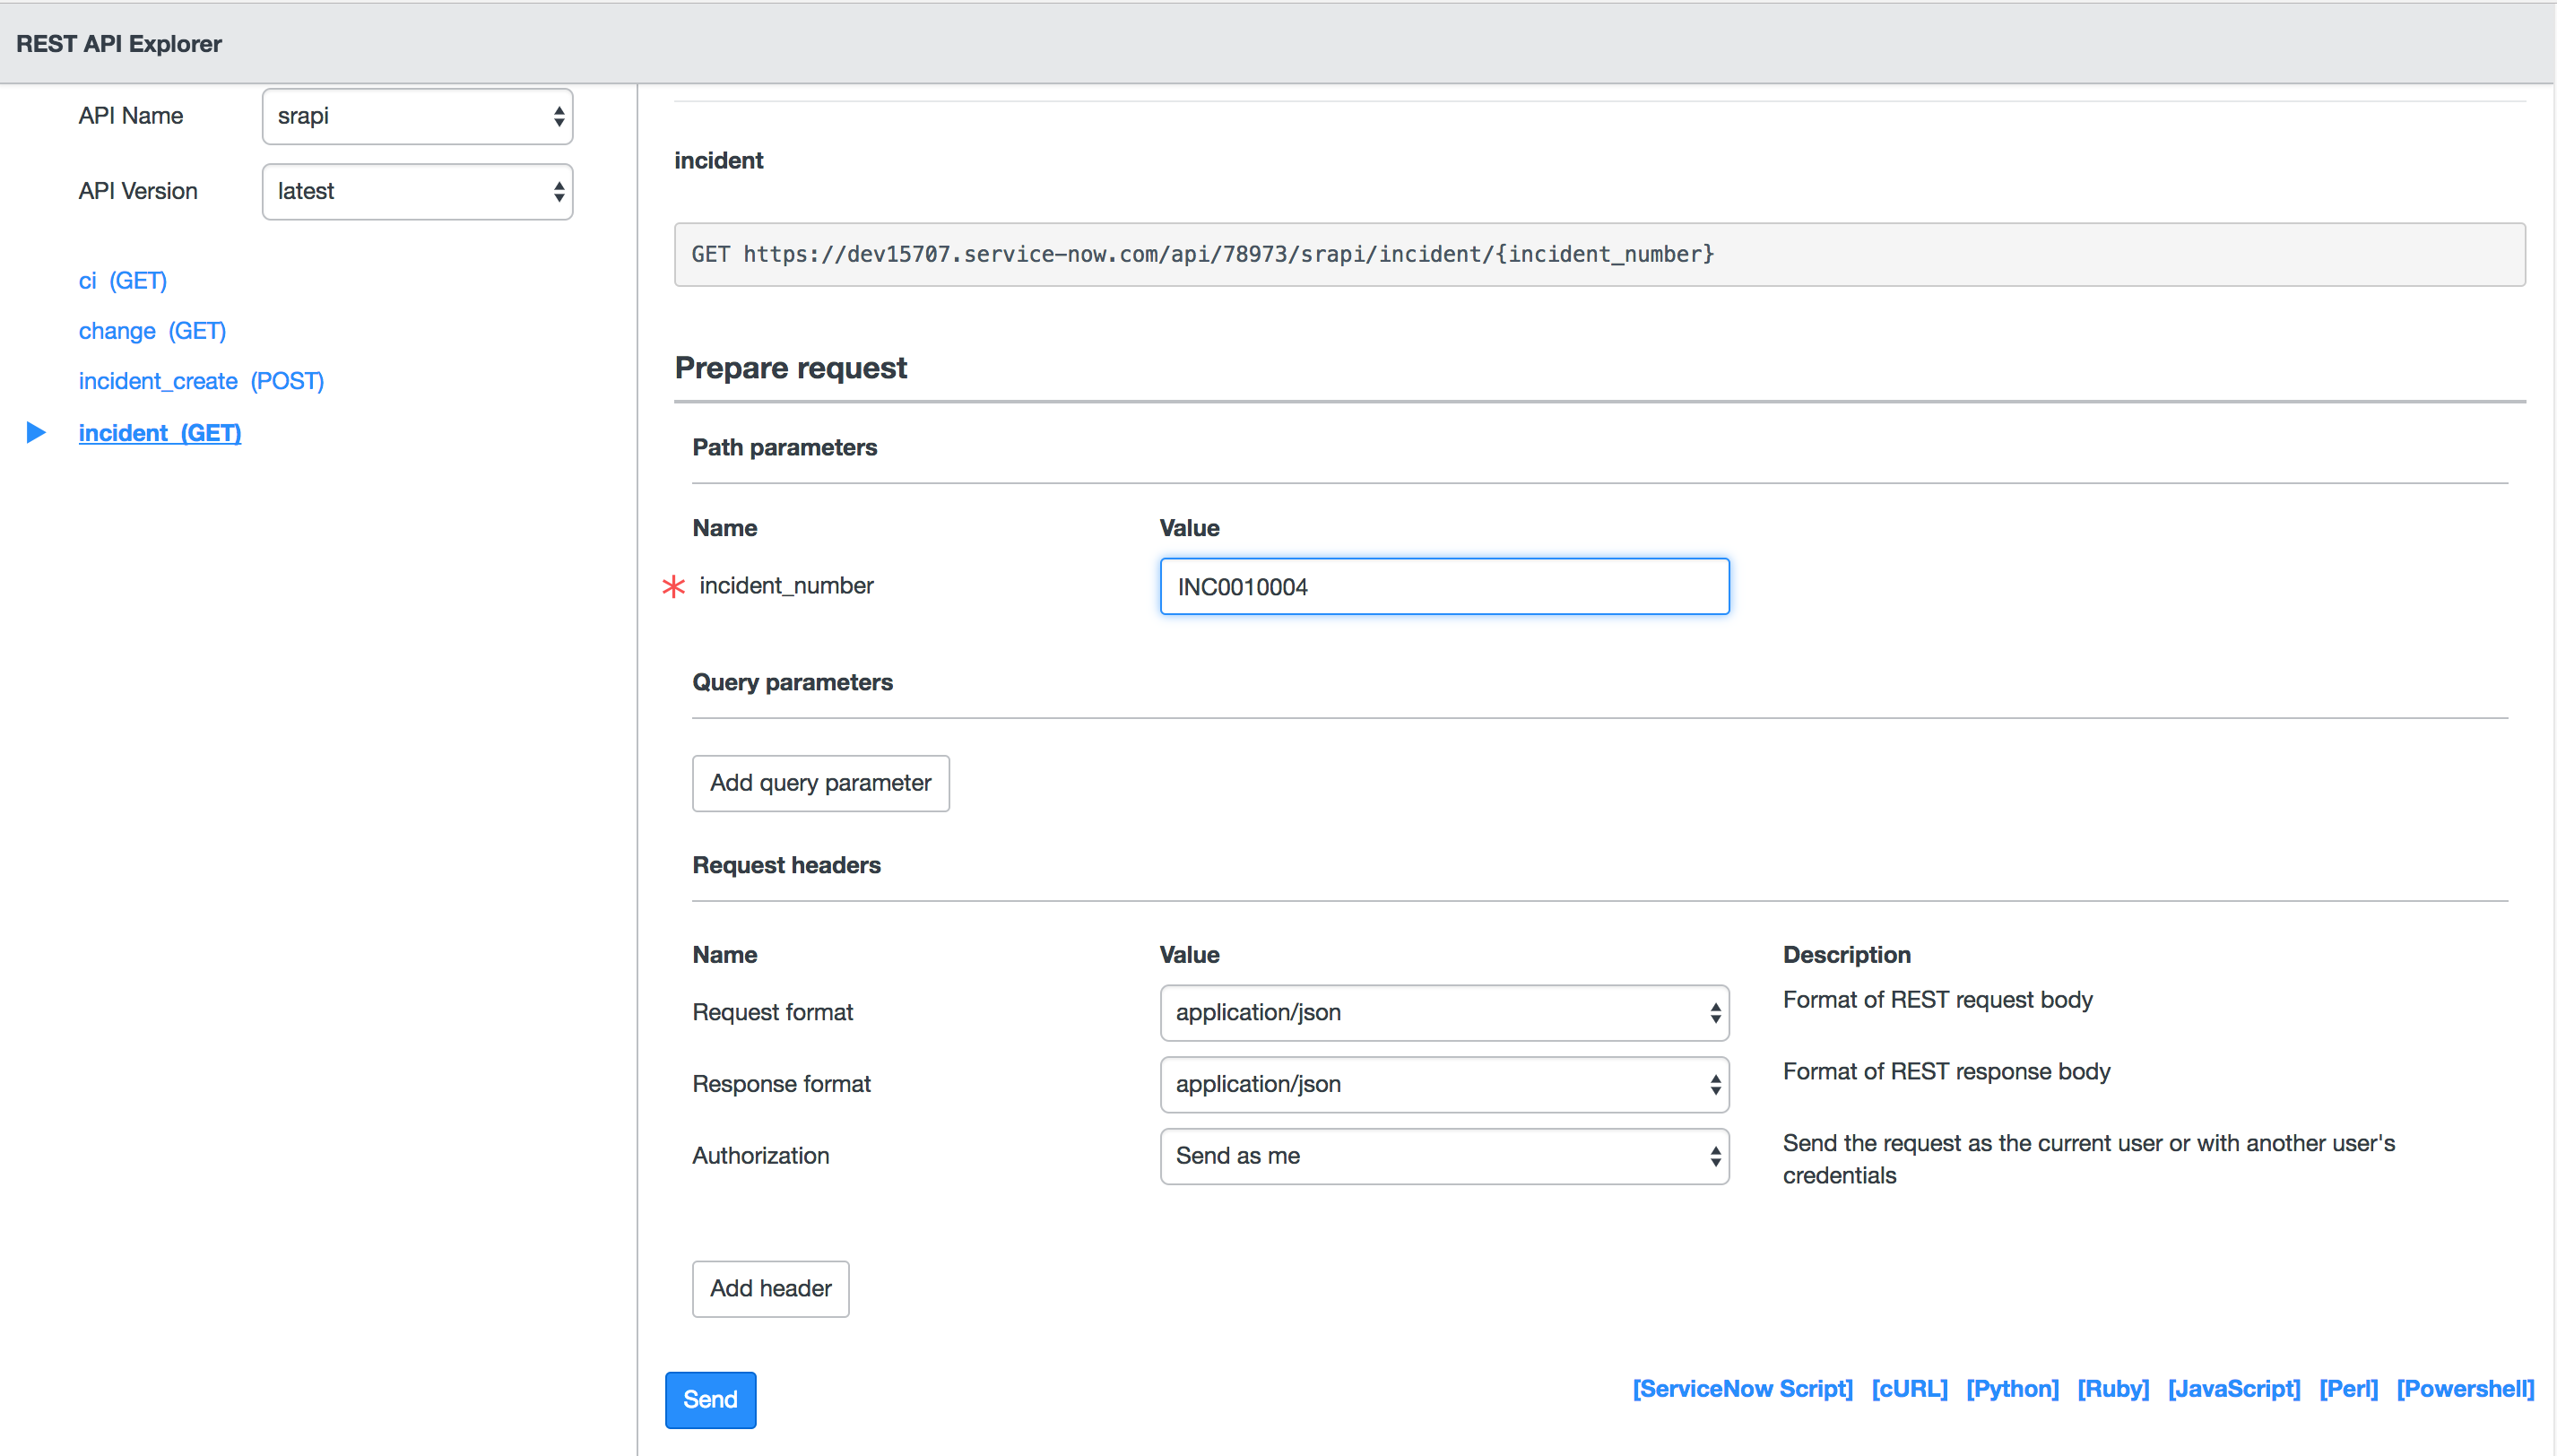 REST API Explorer
API Name srapi
API Version latest
ci (GET)
change (GET)
incident_create (POST)
incident (GET)
incident
GET https://dev15707.service-now.com/api/78973/srapi/incident/{incident_number}
Prepare request
Path parameters
Name Value
* incident_number INC0010004
Query parameters
Add query parameter
Request headers
Name Value Description
Request format application/json Format of REST request body
Response format application/json Format of REST response body
Authorization Send as me Send the request as the current user or with another user's
credentials
Add header
Send [ServiceNow Script] [cURL] [Python] [Ruby] [JavaScript] [Perl] [Powershell]